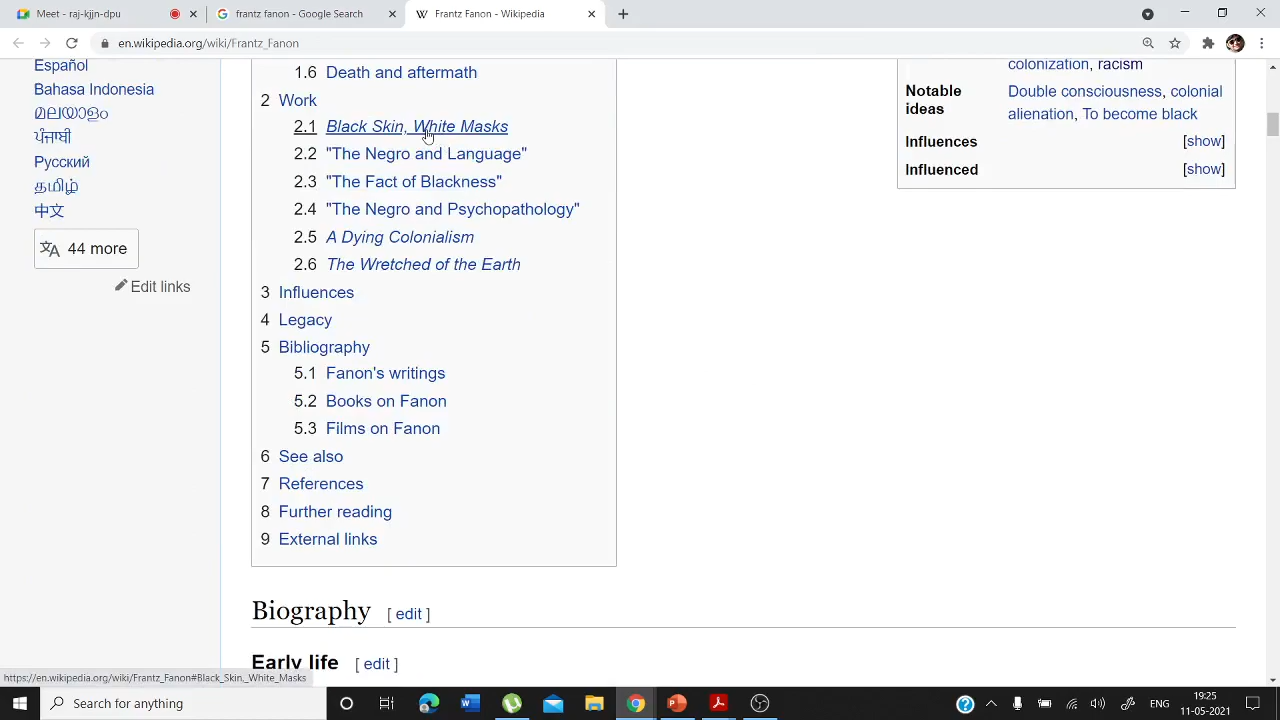 Meet - raj-kjjn-dpu
frantz fanon - Google Search
Frantz Fanon - Wikipedia
en.wikipedia.org/wiki/Frantz_Fanon
Español
Bahasa Indonesia
മലയാളം
ਪੰਜਾਬੀ
Русский
தமிழ்
中文
44 more
Edit links
1.6 Death and aftermath
2 Work
2.1 Black Skin, White Masks
2.2 "The Negro and Language"
2.3 "The Fact of Blackness"
2.4 "The Negro and Psychopathology"
2.5 A Dying Colonialism
2.6 The Wretched of the Earth
3 Influences
4 Legacy
5 Bibliography
5.1 Fanon's writings
5.2 Books on Fanon
5.3 Films on Fanon
6 See also
7 References
8 Further reading
9 External links
colonization, racism
Notable ideas
Double consciousness, colonial
alienation, To become black
Influences [show]
Influenced [show]
Biography [ edit ]
Early life [ edit ]
https://en.wikipedia.org/wiki/Frantz_Fanon#Black_Skin,_White_Masks
Search for anything
ENG
19:25
11-05-2021